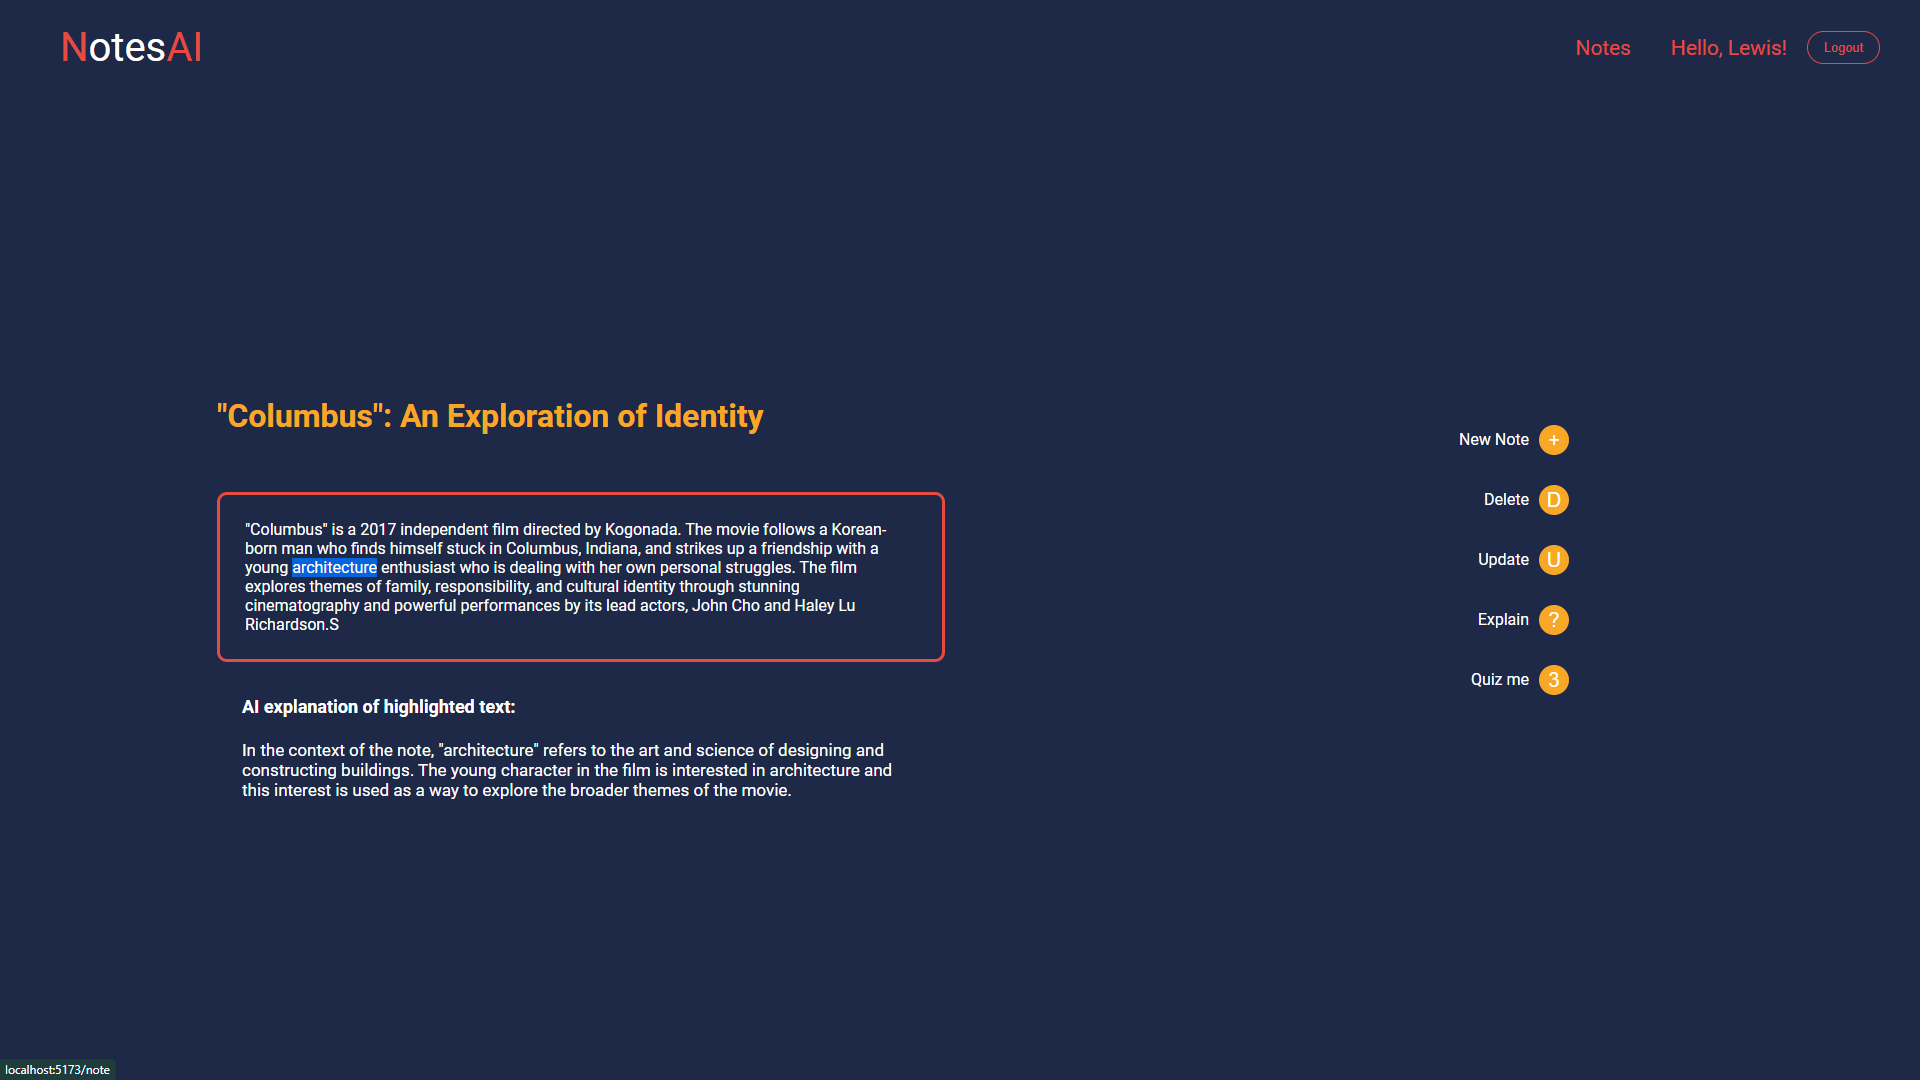 NotesAI
Notes
Hello, Lewis!
Logout
"Columbus": An Exploration of Identity
"Columbus" is a 2017 independent film directed by Kogonada. The movie follows a Korean-
born man who finds himself stuck in Columbus, Indiana, and strikes up a friendship with a
young architecture enthusiast who is dealing with her own personal struggles. The film
explores themes of family, responsibility, and cultural identity through stunning
cinematography and powerful performances by its lead actors, John Cho and Haley Lu
Richardson.S
AI explanation of highlighted text:
In the context of the note, "architecture" refers to the art and science of designing and
constructing buildings. The young character in the film is interested in architecture and
this interest is used as a way to explore the broader themes of the movie.
New Note +
Delete D
Update U
Explain ?
Quiz me 3
localhost:5173/note